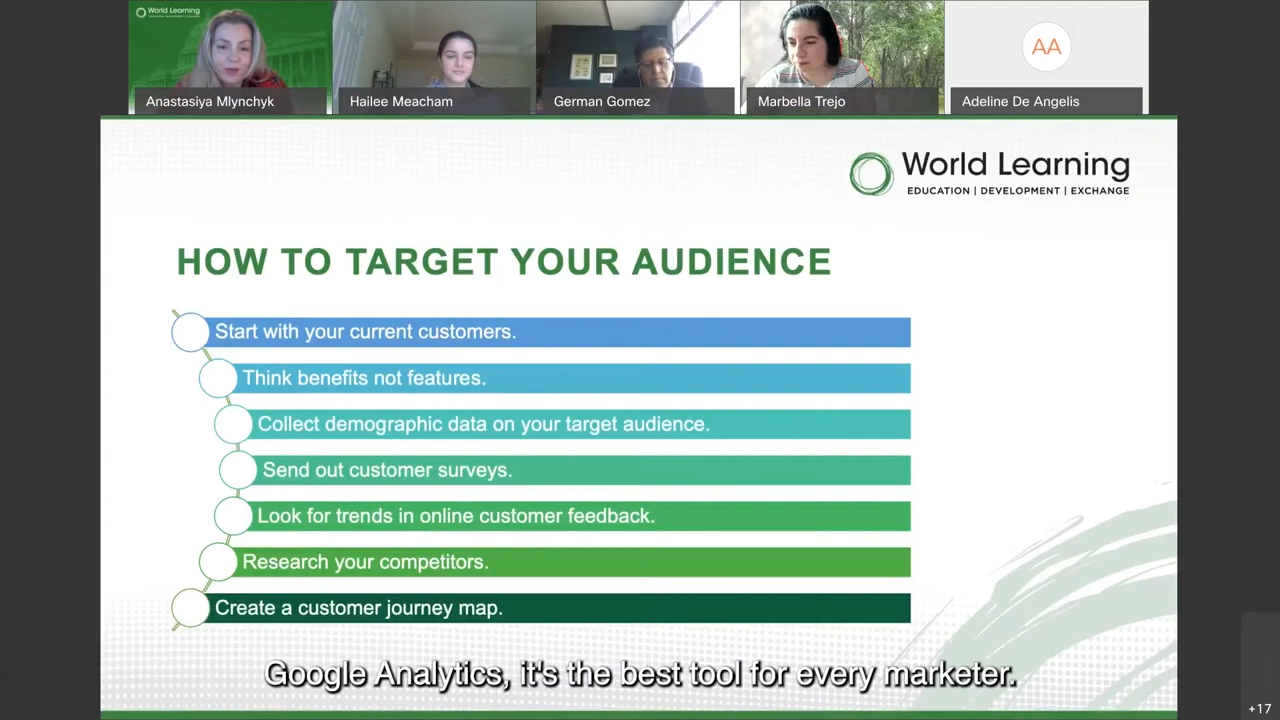 World Learning
EDUCATION | DEVELOPMENT | EXCHANGE
Anastasiya Mlynchyk
Hailee Meacham
German Gomez
Marbella Trejo
AA
Adeline De Angelis
World Learning
EDUCATION | DEVELOPMENT | EXCHANGE
HOW TO TARGET YOUR AUDIENCE
Start with your current customers.
Think benefits not features.
Collect demographic data on your target audience.
Send out customer surveys.
Look for trends in online customer feedback.
Research your competitors.
Create a customer journey map.
Google Analytics, it's the best tool for every marketer.
+17